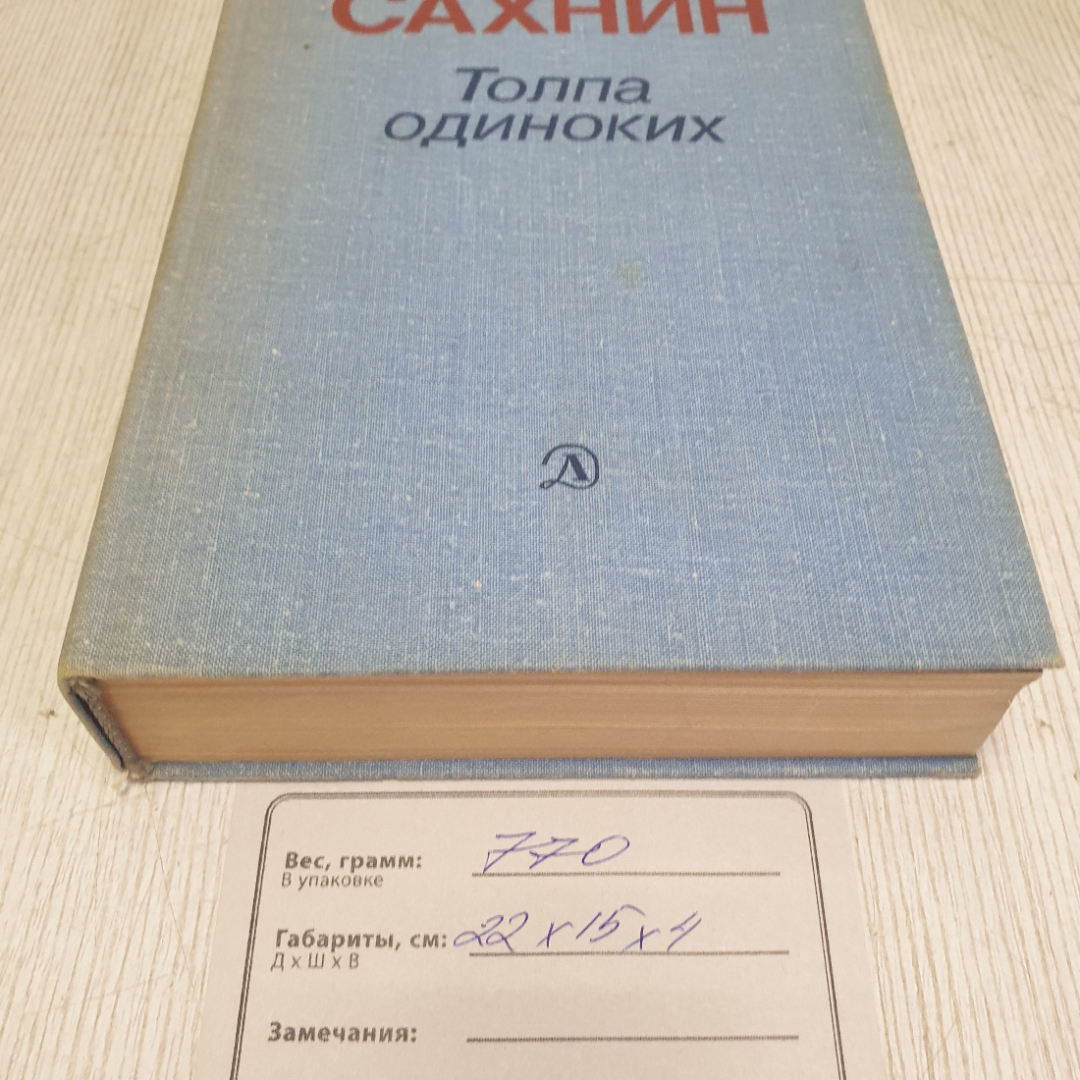 САХНИН
Толпа
одиноких
Вес, грамм: 770
В упаковке
Габариты, см: 22 х 15 х 4
Д х Ш х В
Замечания: